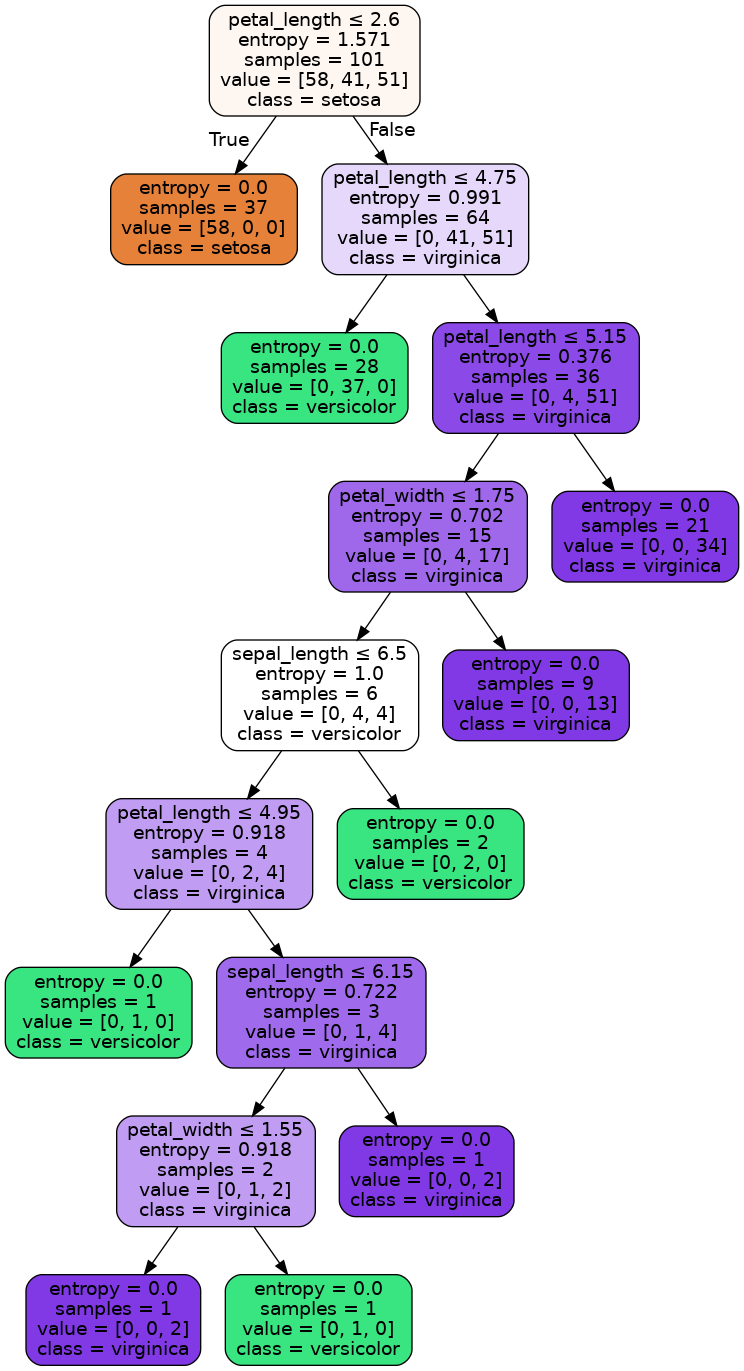 petal_length ≤ 2.6
entropy = 1.571
samples = 101
value = [58, 41, 51]
class = setosa
True
False
entropy = 0.0
samples = 37
value = [58, 0, 0]
class = setosa
petal_length ≤ 4.75
entropy = 0.991
samples = 64
value = [0, 41, 51]
class = virginica
entropy = 0.0
samples = 28
value = [0, 37, 0]
class = versicolor
petal_length ≤ 5.15
entropy = 0.376
samples = 36
value = [0, 4, 51]
class = virginica
petal_width ≤ 1.75
entropy = 0.702
samples = 15
value = [0, 4, 17]
class = virginica
entropy = 0.0
samples = 21
value = [0, 0, 34]
class = virginica
sepal_length ≤ 6.5
entropy = 1.0
samples = 6
value = [0, 4, 4]
class = versicolor
entropy = 0.0
samples = 9
value = [0, 0, 13]
class = virginica
petal_length ≤ 4.95
entropy = 0.918
samples = 4
value = [0, 2, 4]
class = virginica
entropy = 0.0
samples = 2
value = [0, 2, 0]
class = versicolor
entropy = 0.0
samples = 1
value = [0, 1, 0]
class = versicolor
sepal_length ≤ 6.15
entropy = 0.722
samples = 3
value = [0, 1, 4]
class = virginica
petal_width ≤ 1.55
entropy = 0.918
samples = 2
value = [0, 1, 2]
class = virginica
entropy = 0.0
samples = 1
value = [0, 0, 2]
class = virginica
entropy = 0.0
samples = 1
value = [0, 0, 2]
class = virginica
entropy = 0.0
samples = 1
value = [0, 1, 0]
class = versicolor